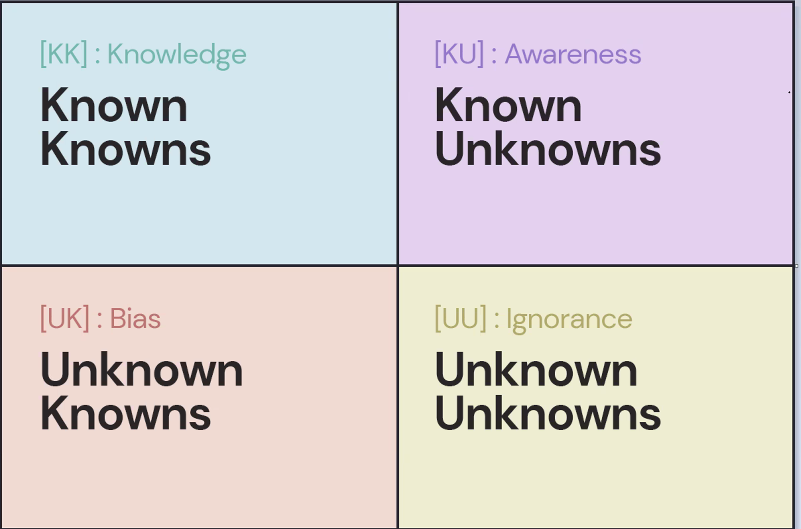 [KK] : Knowledge
Known
Knowns
[KU] : Awareness
Known
Unknowns
[UK] : Bias
Unknown
Knowns
[UU] : Ignorance
Unknown
Unknowns